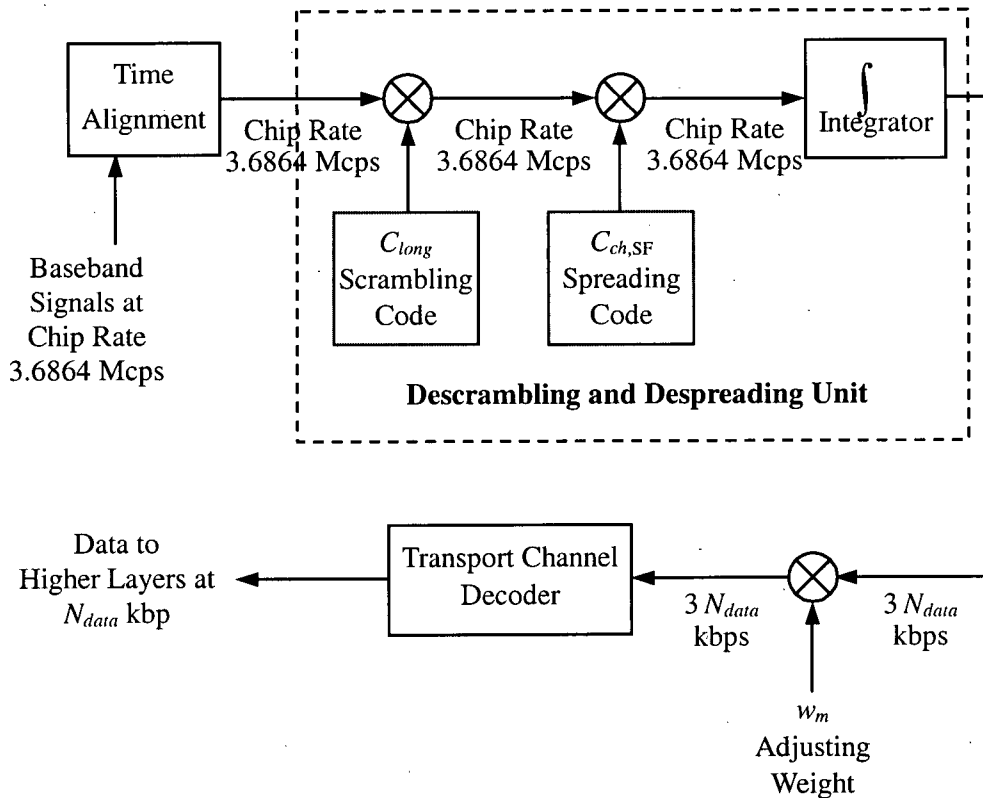 Time
Alignment
Chip Rate
3.6864 Mcps
Chip Rate
3.6864 Mcps
Chip Rate
3.6864 Mcps
∫
Integrator
C_long
Scrambling
Code
C_ch,SF
Spreading
Code
Baseband
Signals at
Chip Rate
3.6864 Mcps
Descrambling and Despreading Unit
Data to
Higher Layers at
N_data kbp
Transport Channel
Decoder
3 N_data
kbps
3 N_data
kbps
w_m
Adjusting
Weight